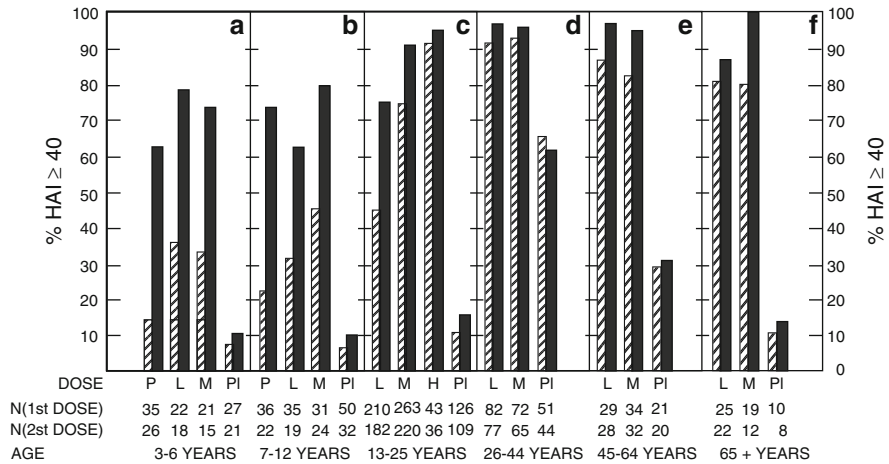 a b c d e f
100 100
90 90
80 80
70 70
60 60
50 50
40 40
30 30
20 20
10 10
0
% HAI ≥ 40
% HAI ≥ 40
DOSE P L M Pl P L M Pl L M H Pl L M Pl L M Pl L M Pl
N(1st DOSE) 35 22 21 27 36 35 31 50 210 263 43 126 82 72 51 29 34 21 25 19 10
N(2st DOSE) 26 18 15 21 22 19 24 32 182 220 36 109 77 65 44 28 32 20 22 12 8
AGE 3-6 YEARS 7-12 YEARS 13-25 YEARS 26-44 YEARS 45-64 YEARS 65 + YEARS